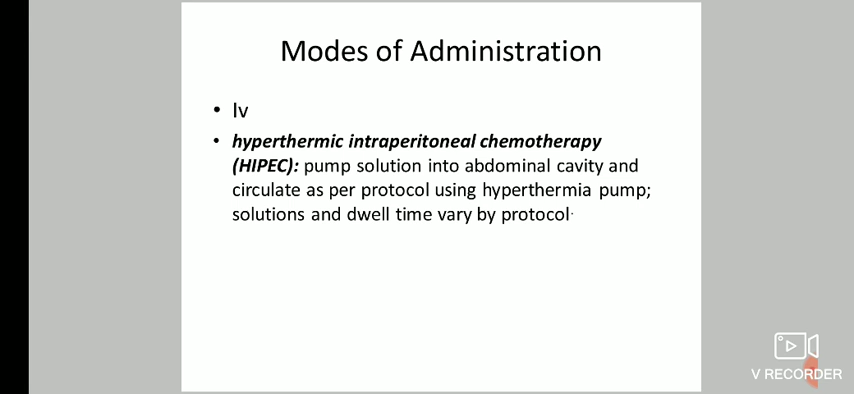 Modes of Administration
• Iv
• hyperthermic intraperitoneal chemotherapy
(HIPEC): pump solution into abdominal cavity and
circulate as per protocol using hyperthermia pump;
solutions and dwell time vary by protocol.
V RECORDER